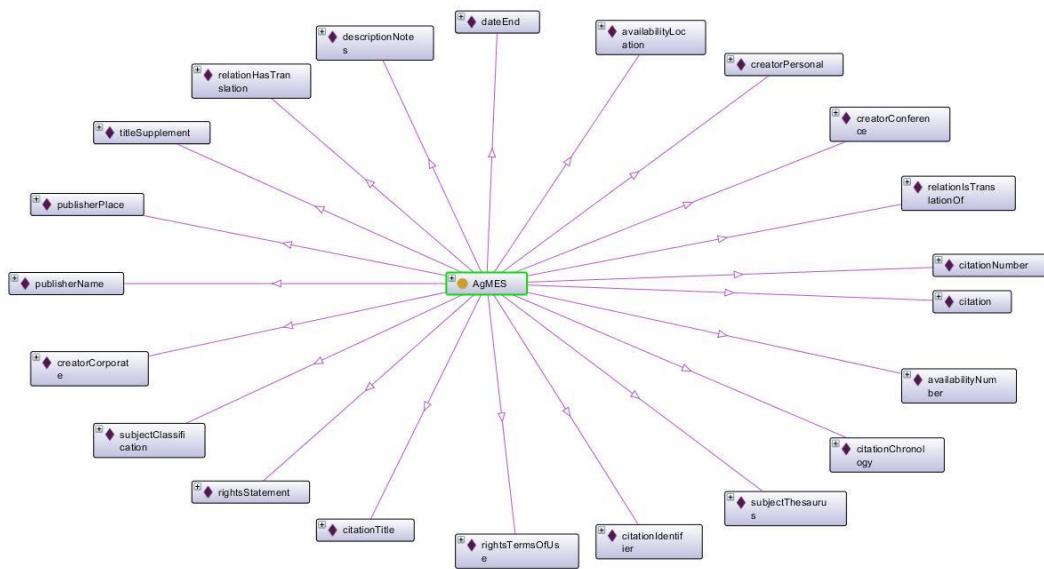 dateEnd
availabilityLoc
ation
descriptionNote
s
creatorPersonal
relationHasTran
slation
creatorConferen
ce
titleSupplement
relationIsTrans
lationOf
publisherPlace
citationNumber
AgMES
publisherName
citation
creatorCorporat
e
availabilityNum
ber
subjectClassifi
cation
citationChronol
ogy
rightsStatement
subjectThesauru
s
citationTitle
rightsTermsOfUs
e
citationIdentif
ier